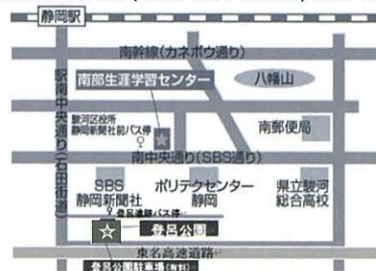 静岡駅
南幹線(カネボウ通り)
南部生涯学習センター
八幡山
駅南中央通り(石田街道)
駿河区役所
静岡新聞社前バス停
南郵便局
南中央通り(SBS通り)
SBS
静岡新聞社
ポリテクセンター
静岡
県立駿河
総合高校
登呂遺跡バス停
登呂公園
東名高速道路
登呂公園駐車場(有料)